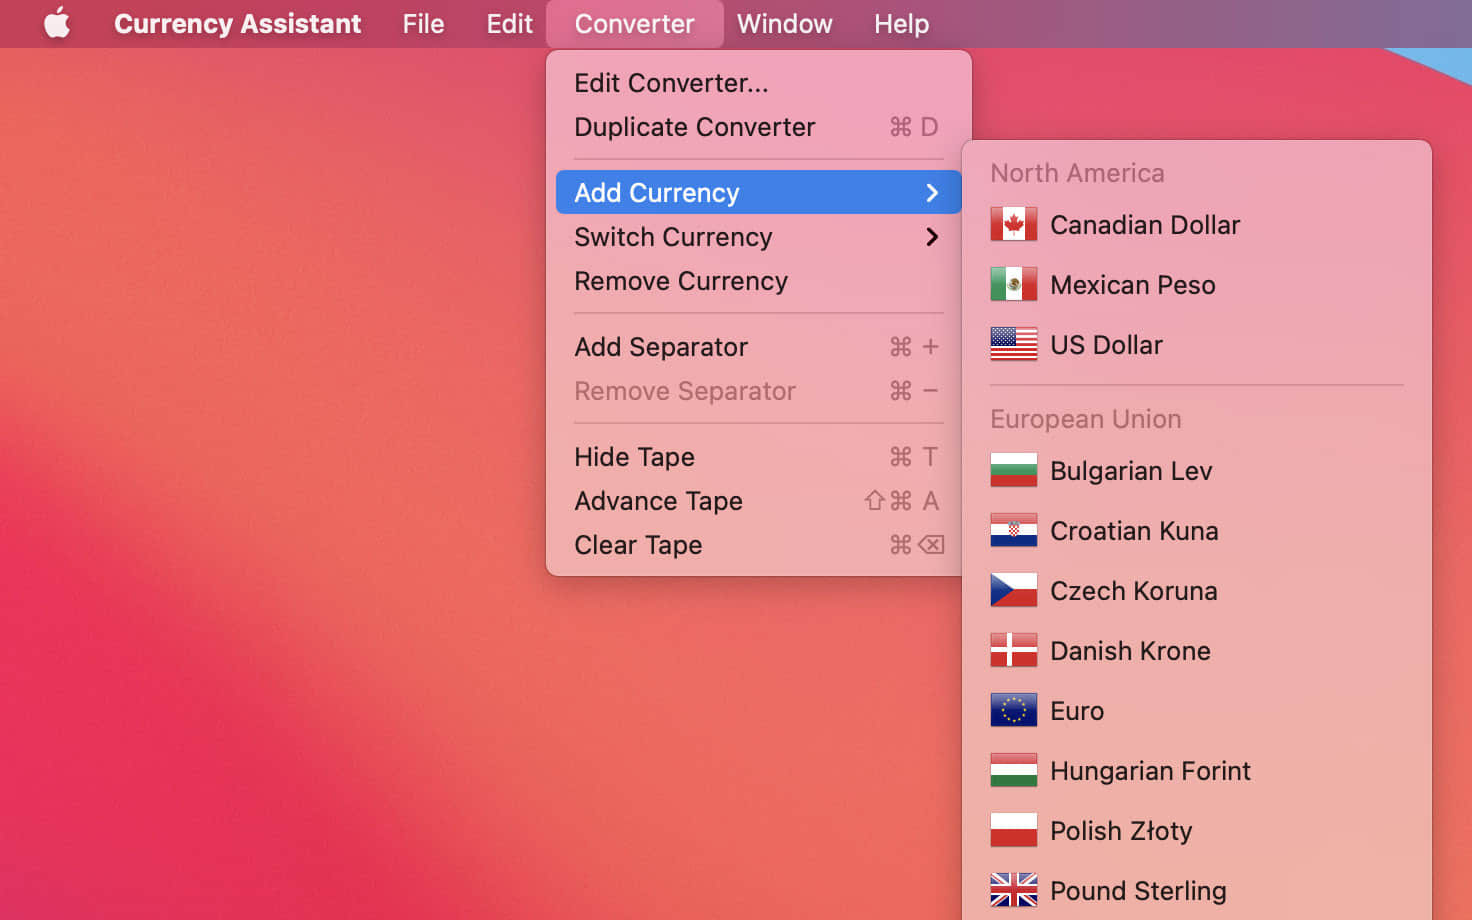 Currency Assistant File Edit Converter Window Help
Edit Converter...
Duplicate Converter ⌘ D
Add Currency
Switch Currency
Remove Currency
Add Separator ⌘ +
Remove Separator ⌘ −
Hide Tape ⌘ T
Advance Tape ⇧⌘ A
Clear Tape ⌘⌫
North America
Canadian Dollar
Mexican Peso
US Dollar
European Union
Bulgarian Lev
Croatian Kuna
Czech Koruna
Danish Krone
Euro
Hungarian Forint
Polish Złoty
Pound Sterling